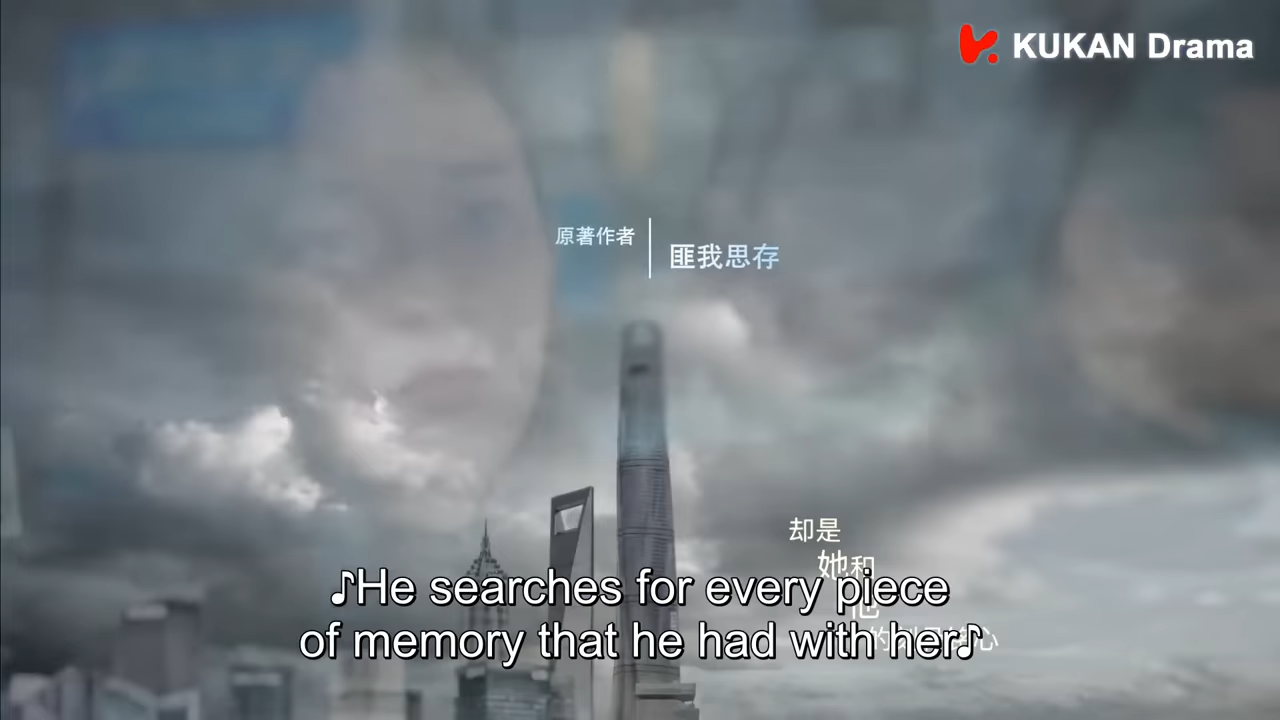 KUKAN Drama
原著作者
匪我思存
却是
她和
♪He searches for every piece
of memory that he had with her♪